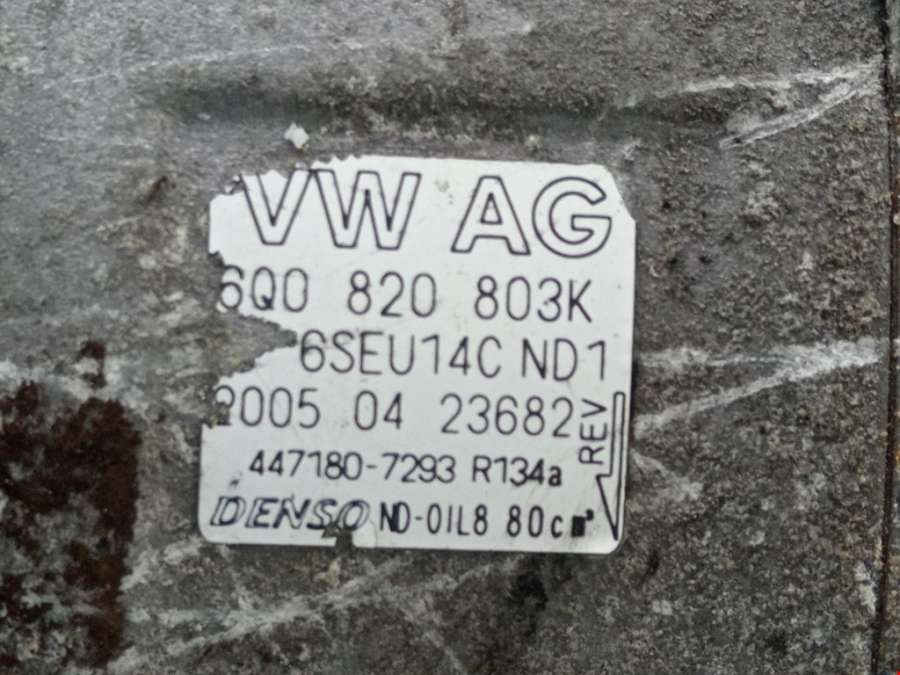 VW AG
6Q0 820 803K
6SEU14C ND1
2005 04 23682
REV
447180-7293 R134a
DENSO ND-OIL8 80cm³